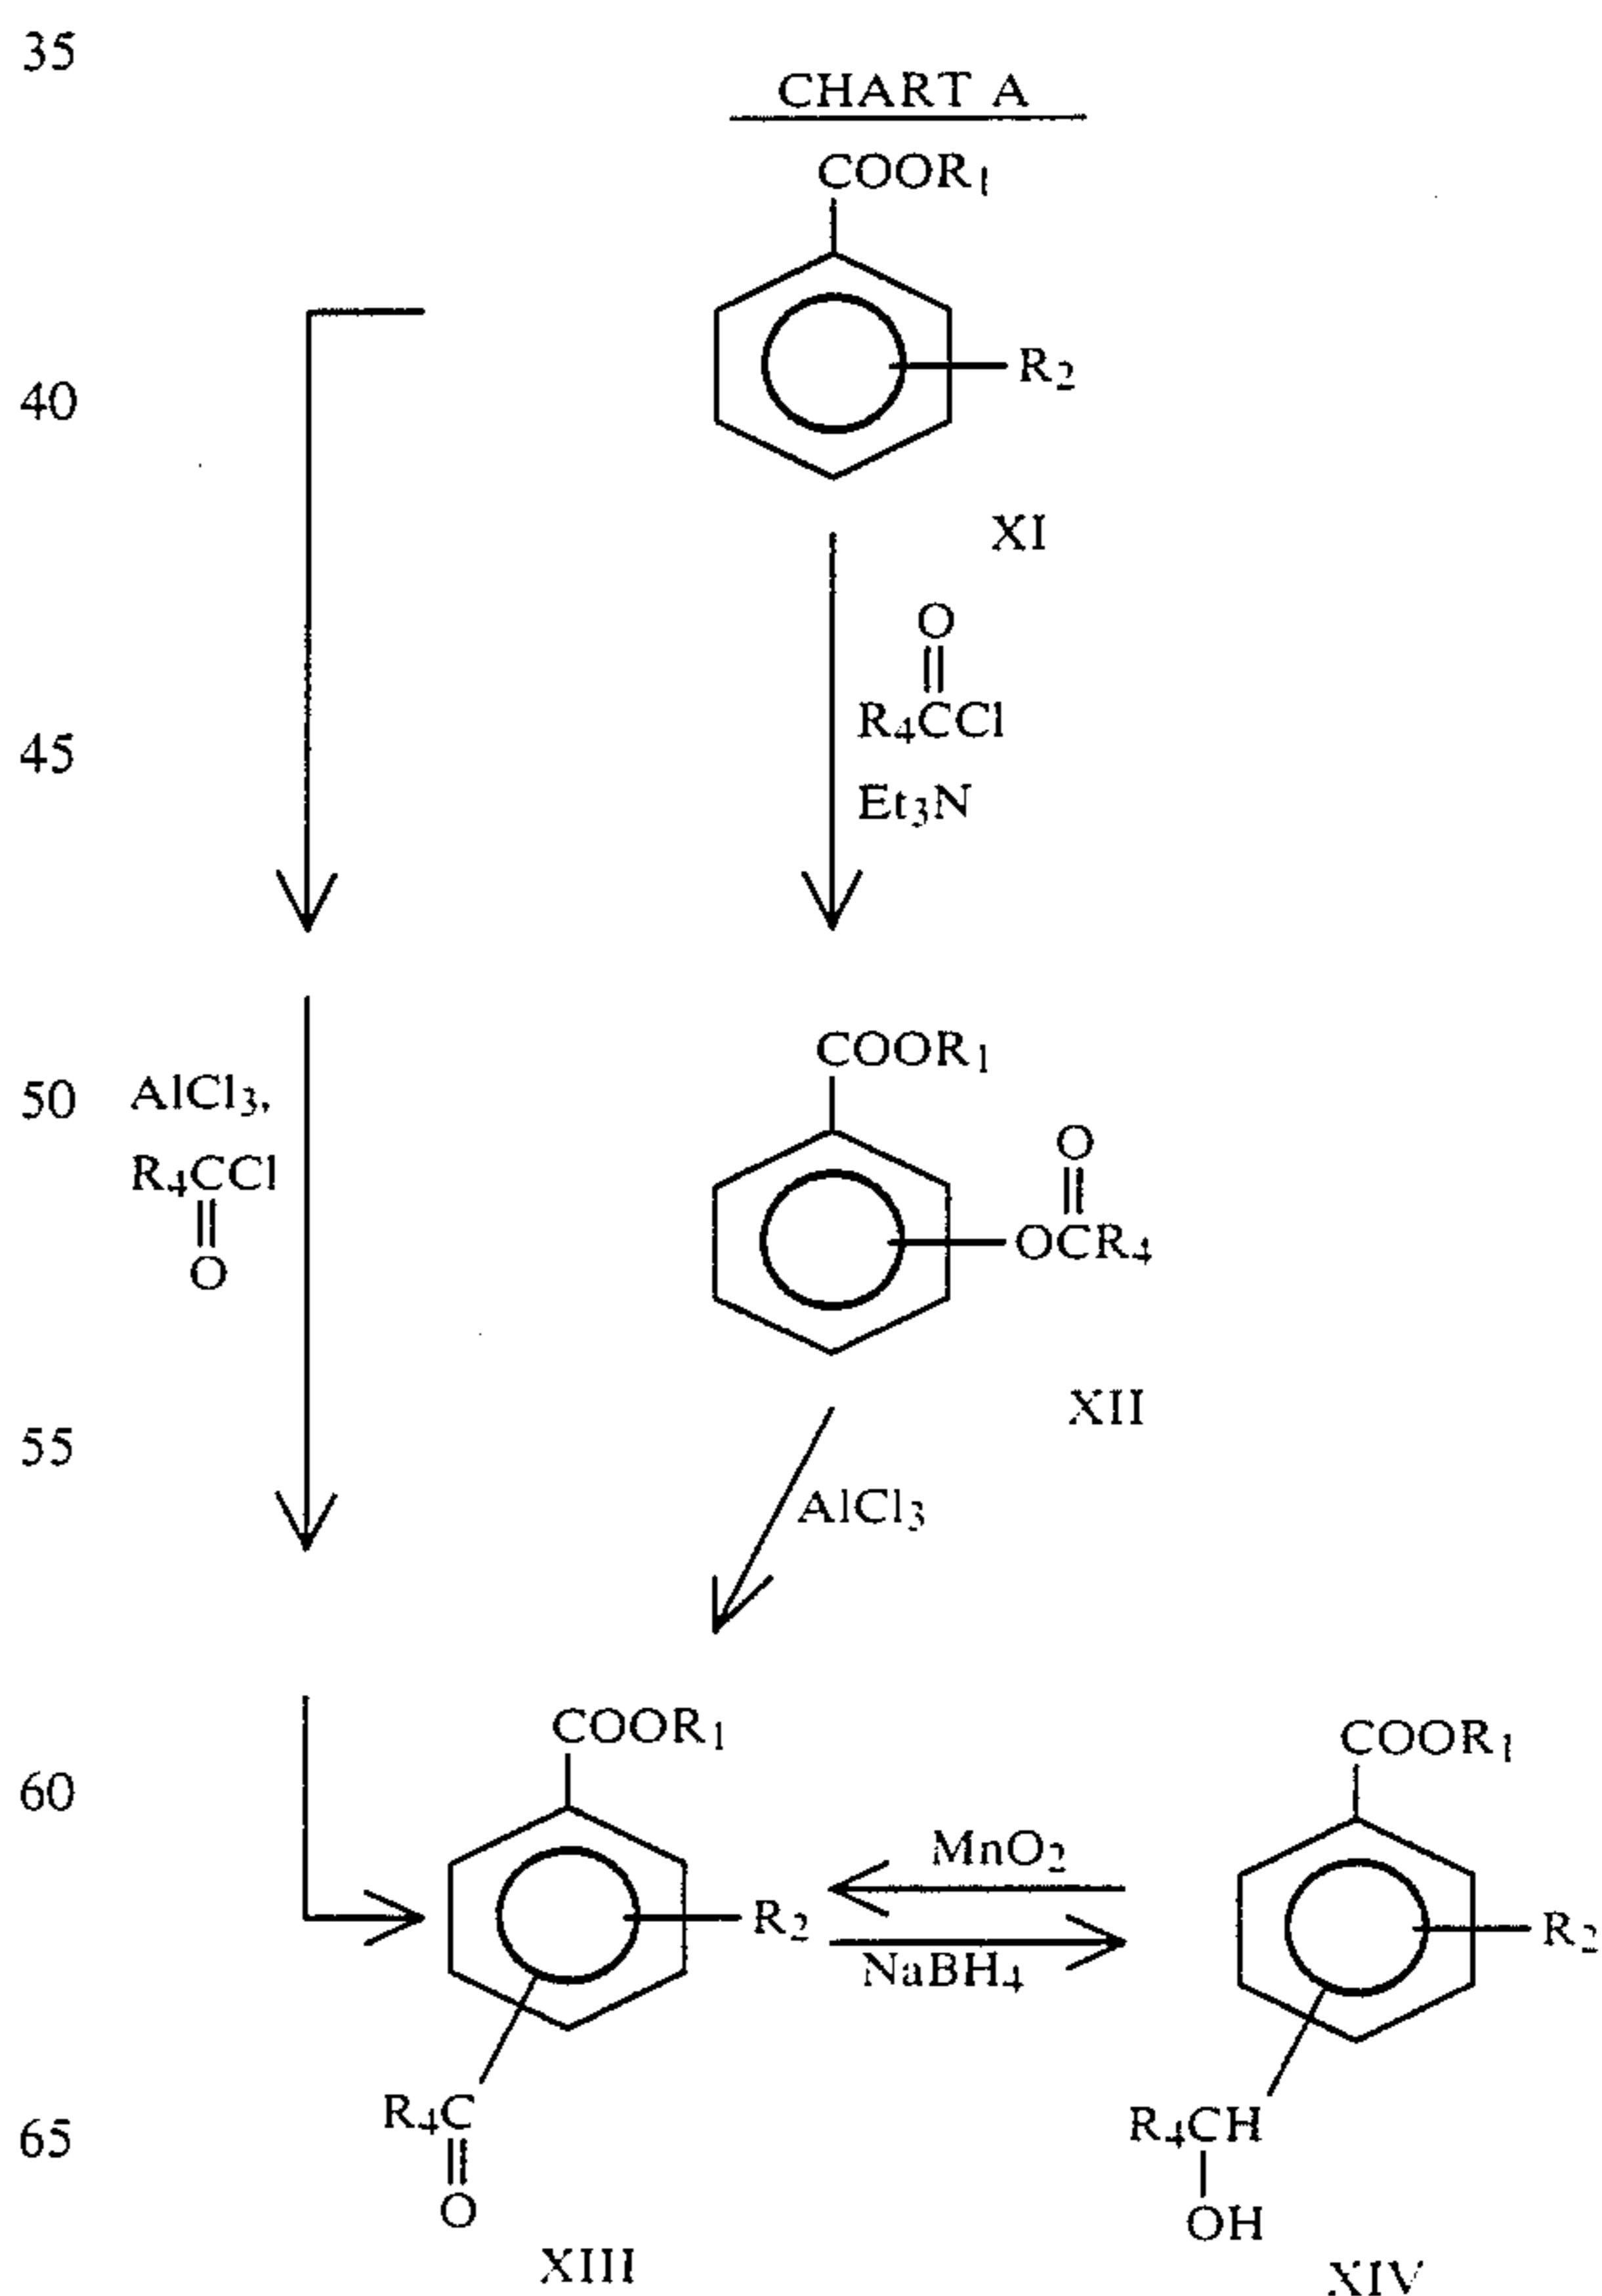 35
CHART A
COOR1
40
R2
XI
O
R4CCl
45
Et3N
COOR1
50 AlCl3,
O
R4CCl
OCR4
O
XII
55
AlCl3
COOR1
COOR1
60
MnO2
R2
R2
NaBH4
R4C
R4CH
65
O
OH
XIII
XIV